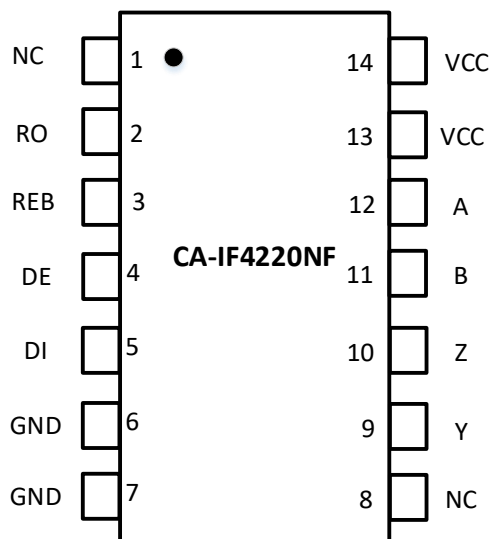 NC 1 14 VCC
RO 2 13 VCC
REB 3 12 A
CA-IF4220NF
DE 4 11 B
DI 5 10 Z
GND 6 9 Y
GND 7 8 NC